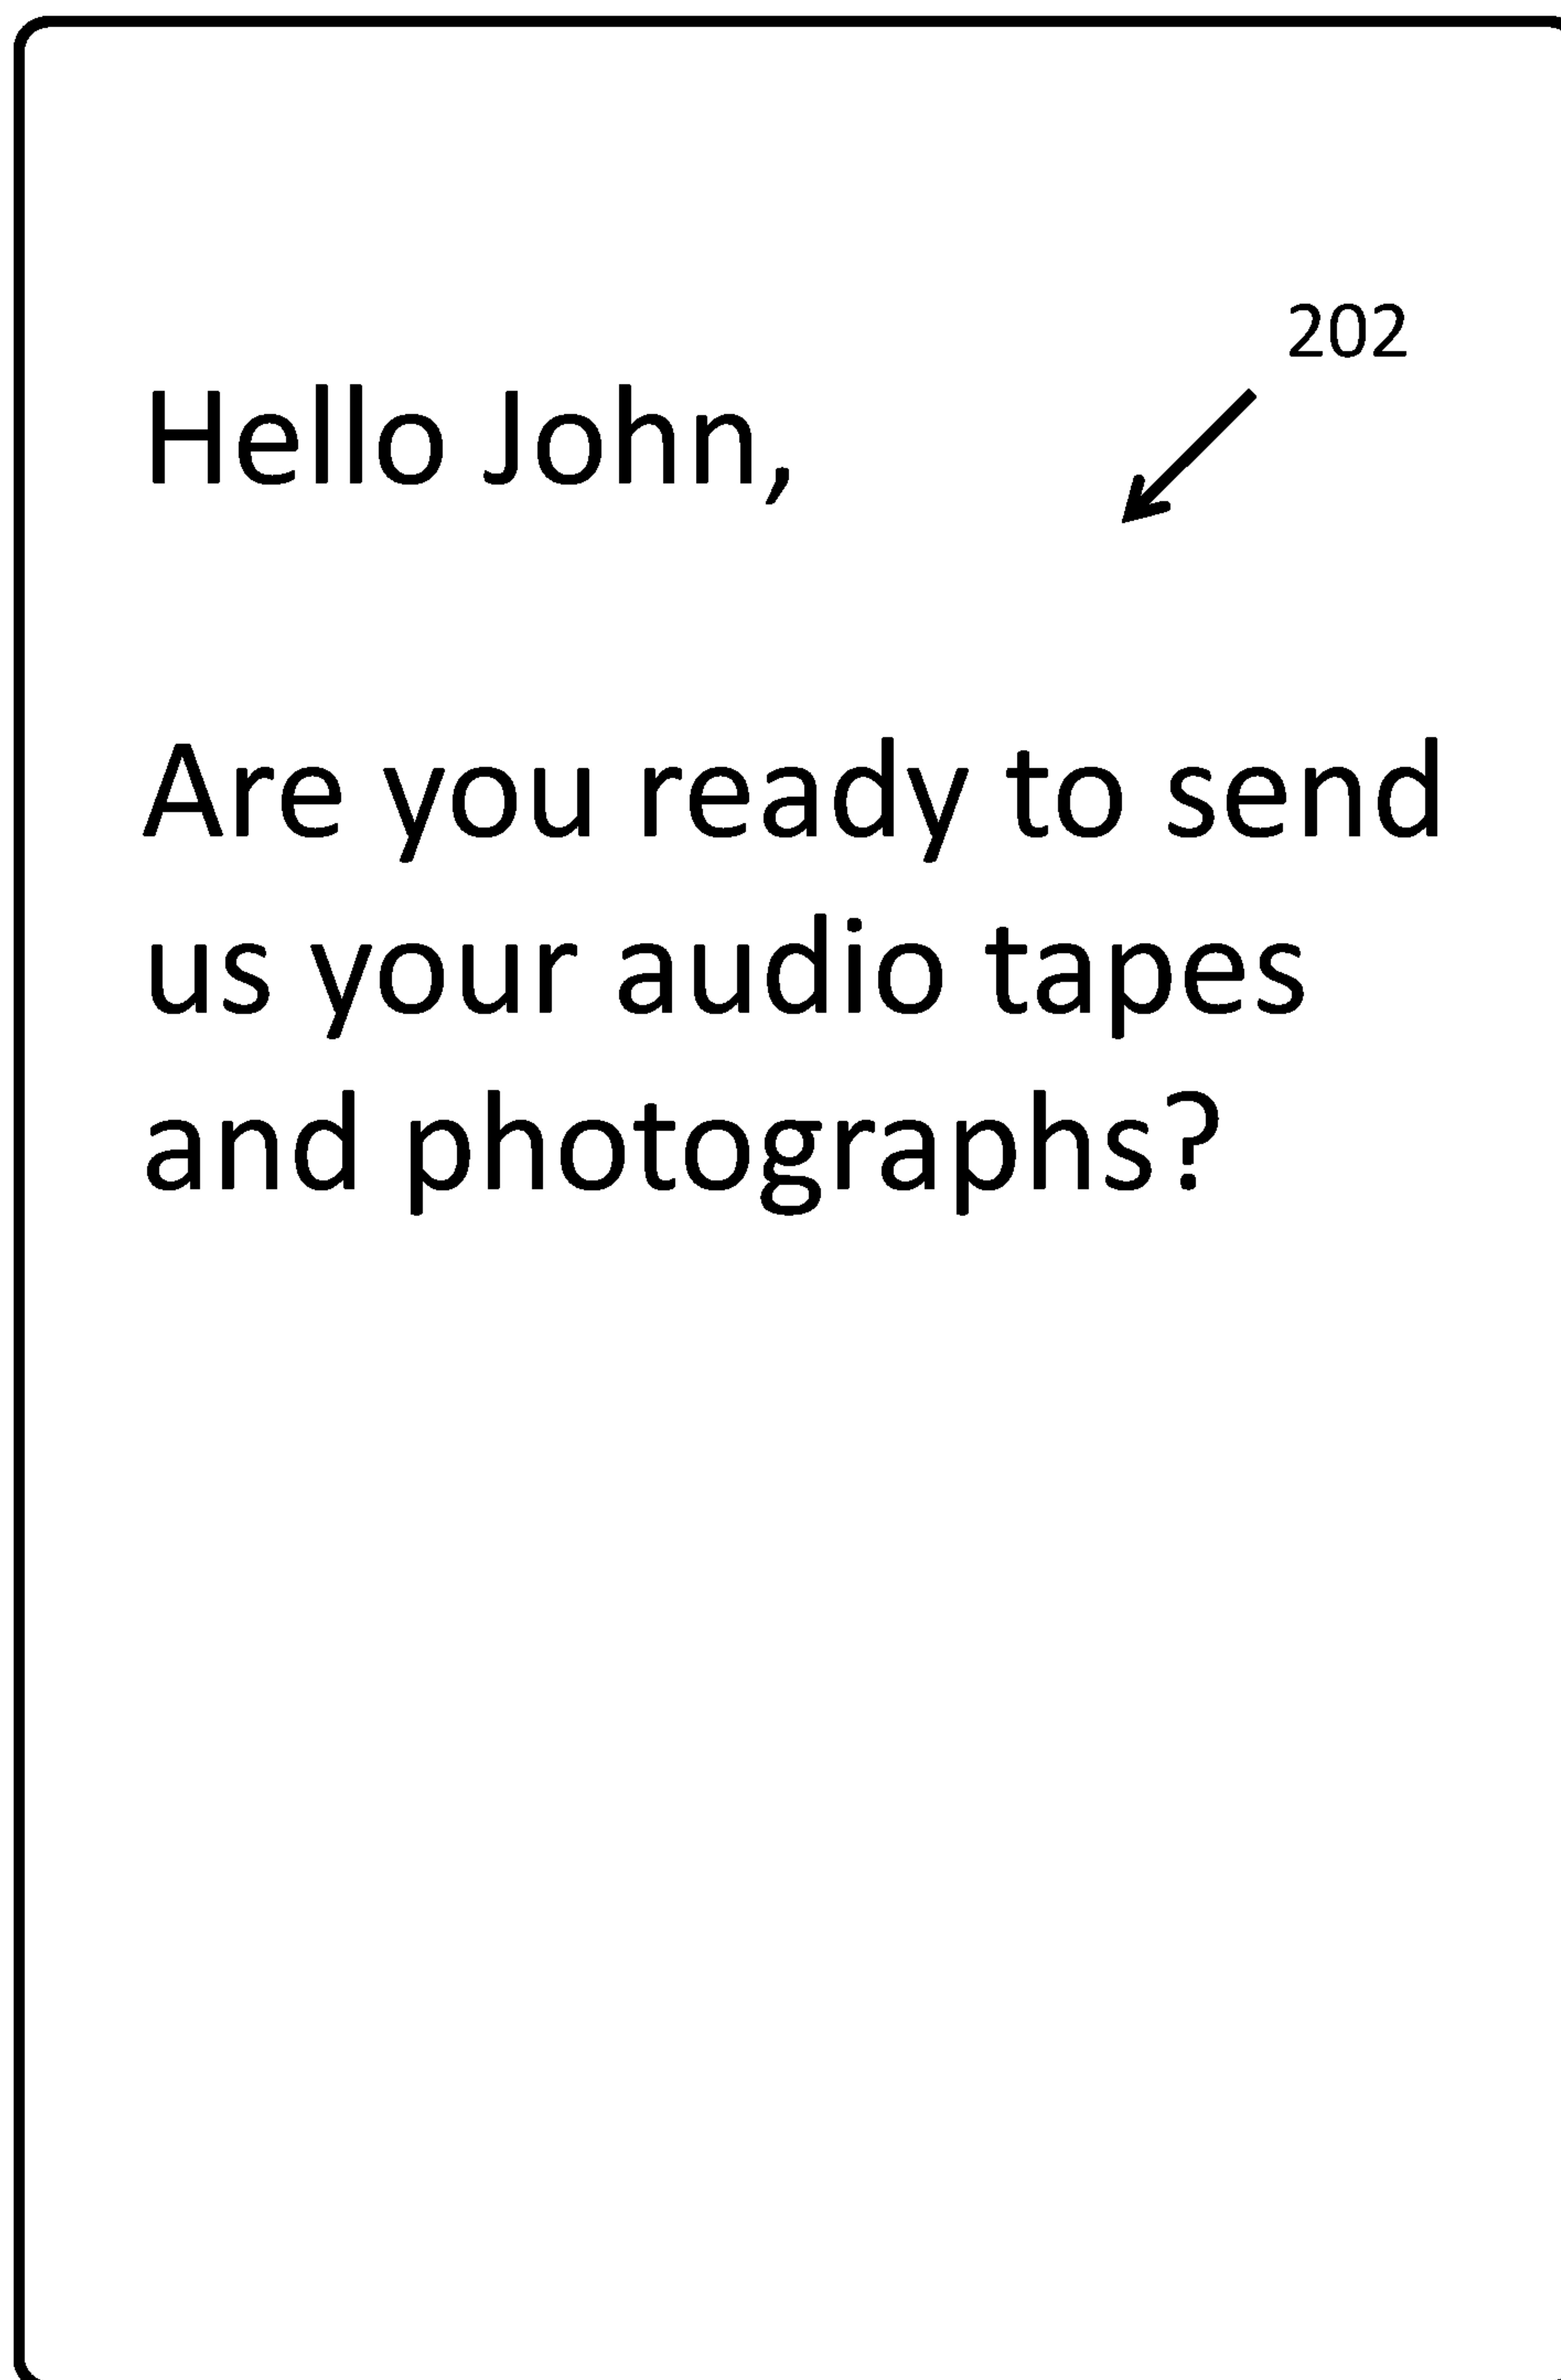 202
Hello John,
Are you ready to send
us your audio tapes
and photographs?